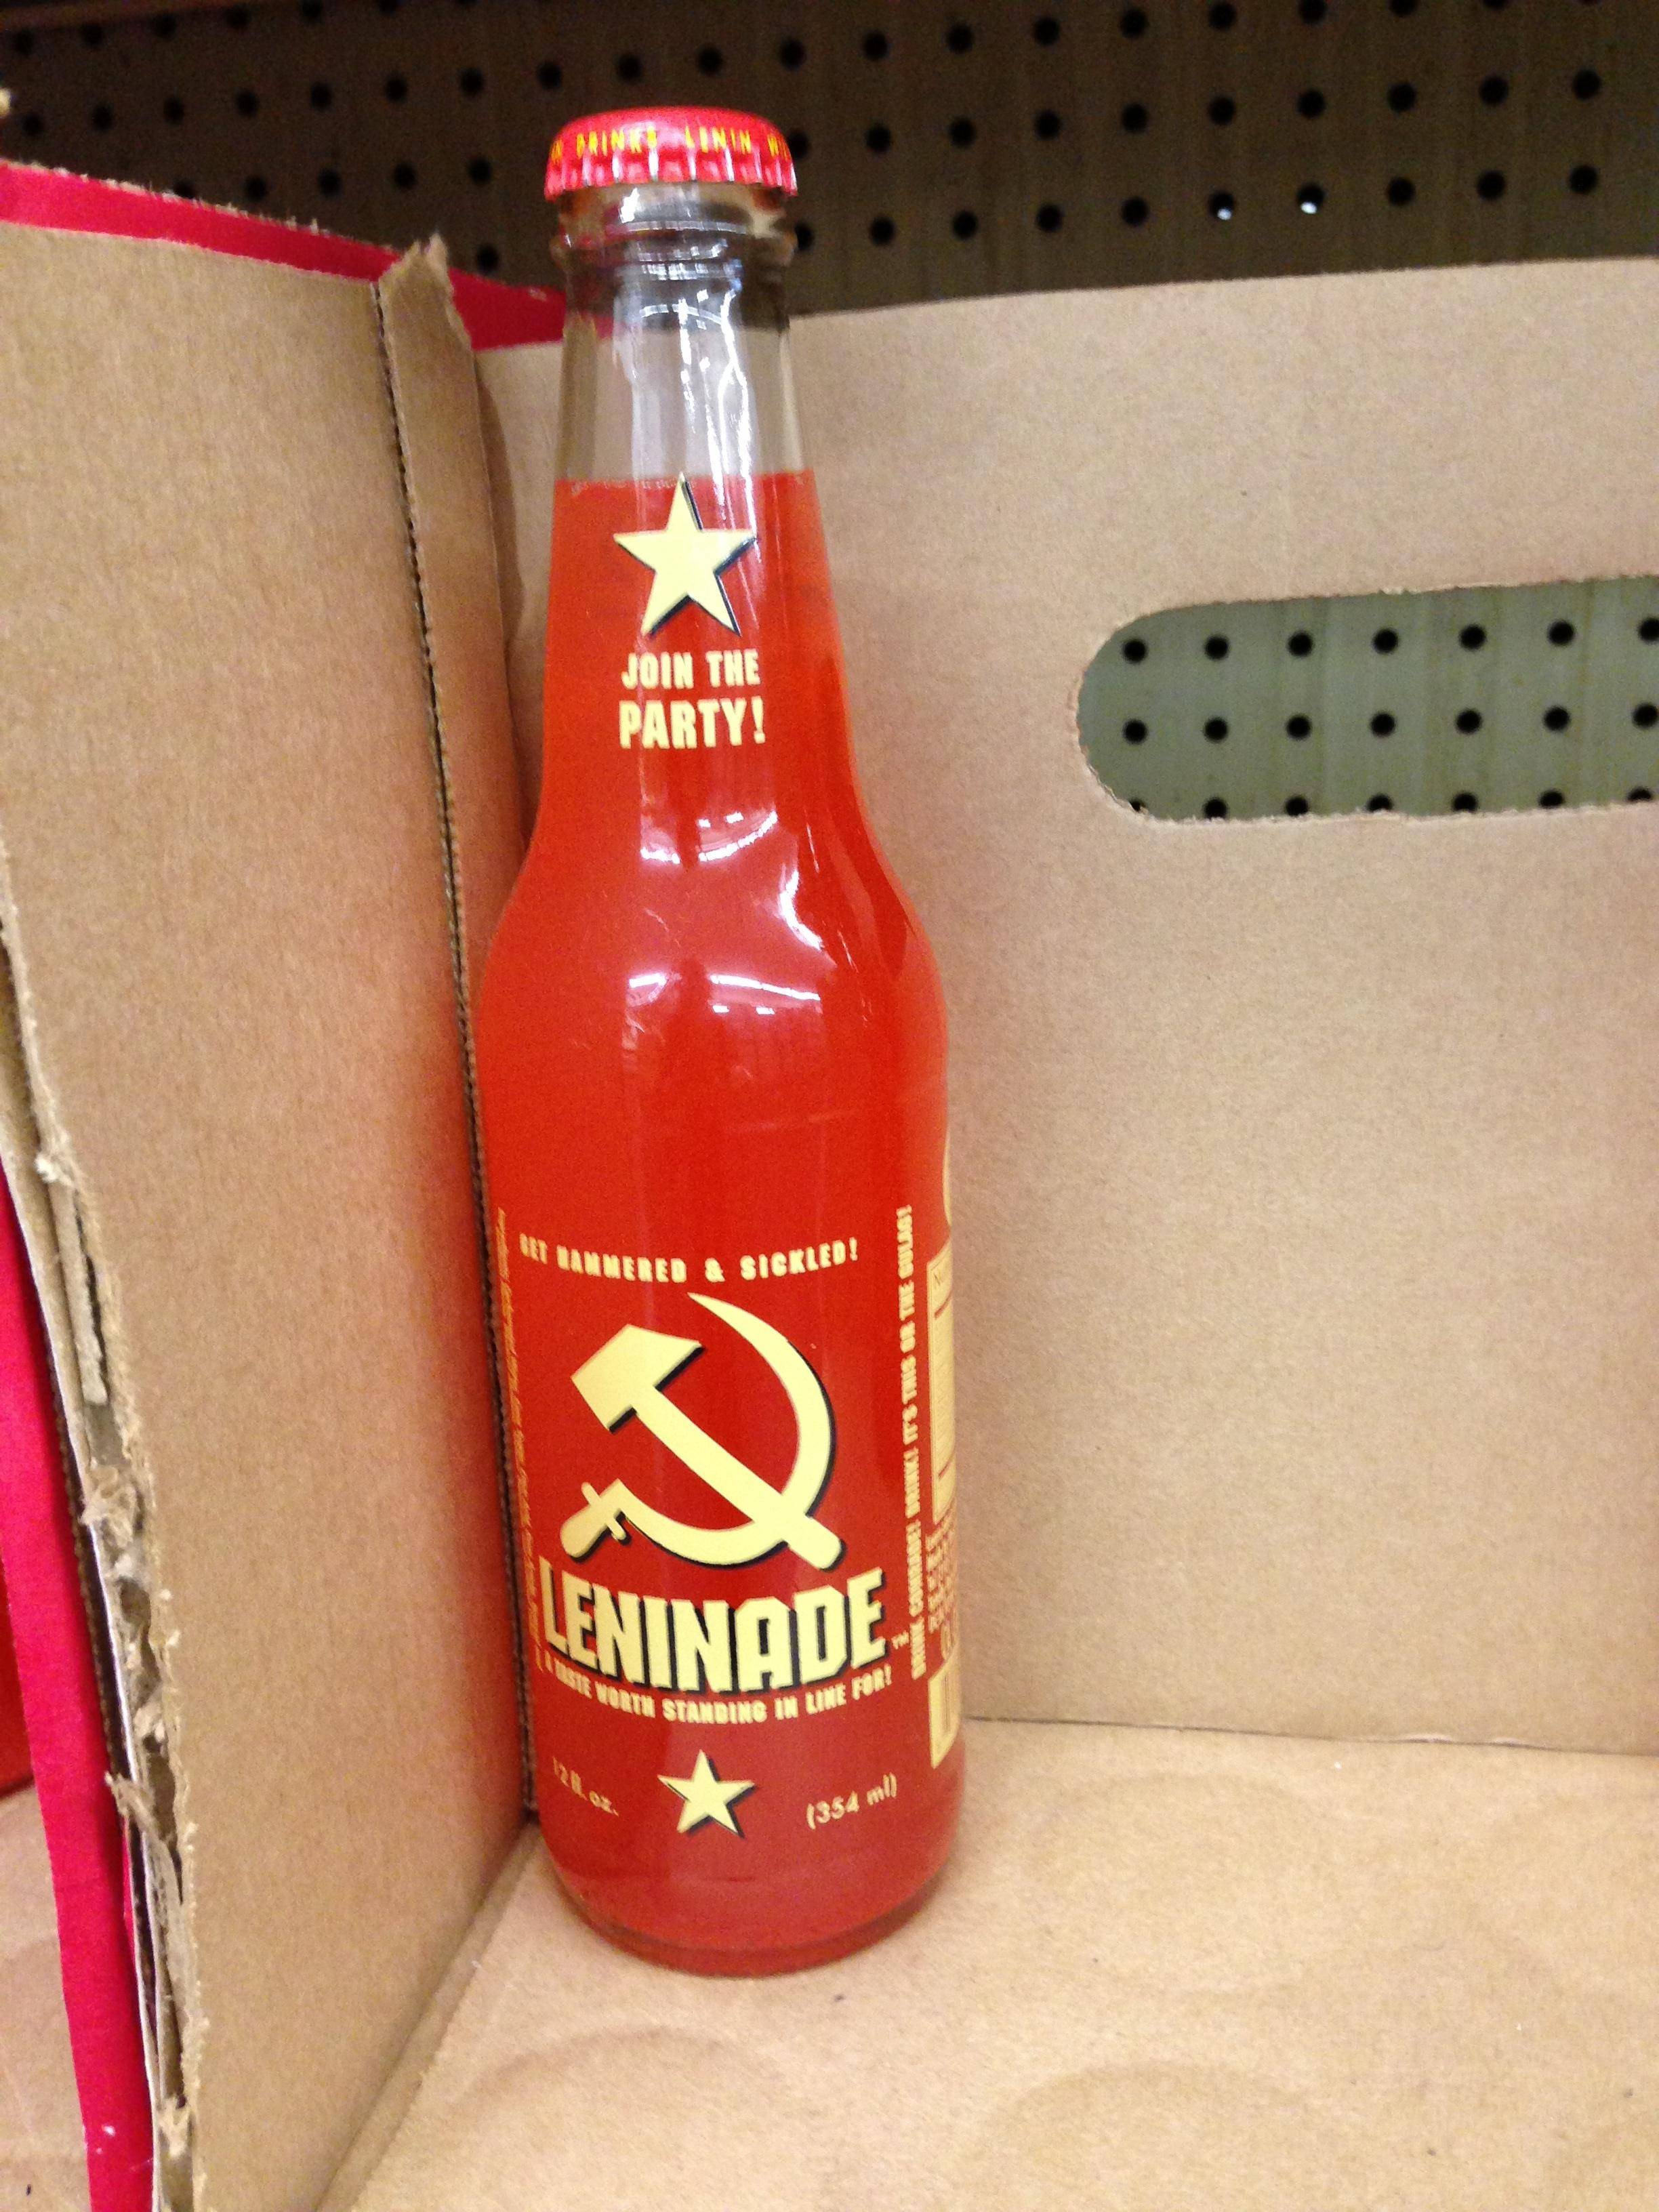 DRINKS LENIN
JOIN THE
PARTY!
GET HAMMERED & SICKLED!
LENINADE™
A TASTE WORTH STANDING IN LINE FOR!
12 fl. oz.
(354 ml)
DRINK COMRADE! DRINK! IT'S THIS OR THE GULAG!